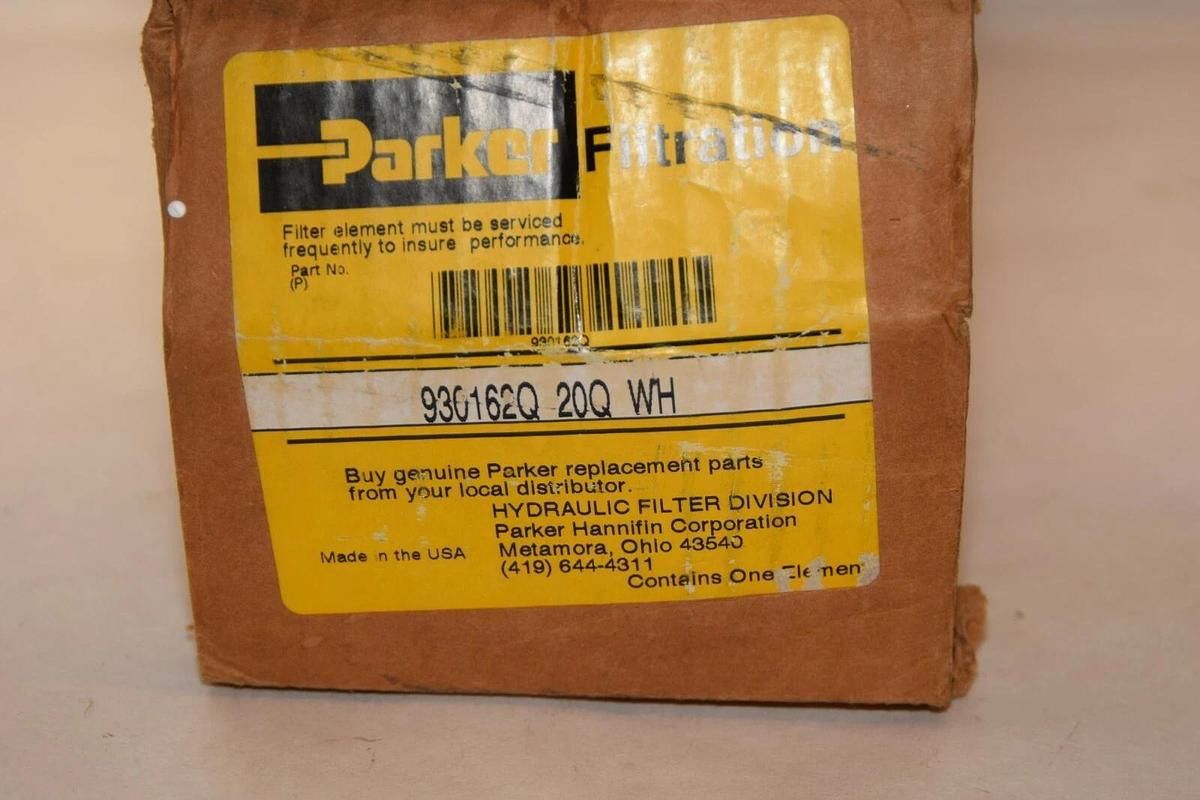 Parker Filtration
Filter element must be serviced
frequently to insure performance.
Part No.
(P)
930162Q
930162Q 20Q WH
Buy genuine Parker replacement parts
from your local distributor.
HYDRAULIC FILTER DIVISION
Parker Hannifin Corporation
Made in the USA
Metamora, Ohio 43540
(419) 644-4311
Contains One Element